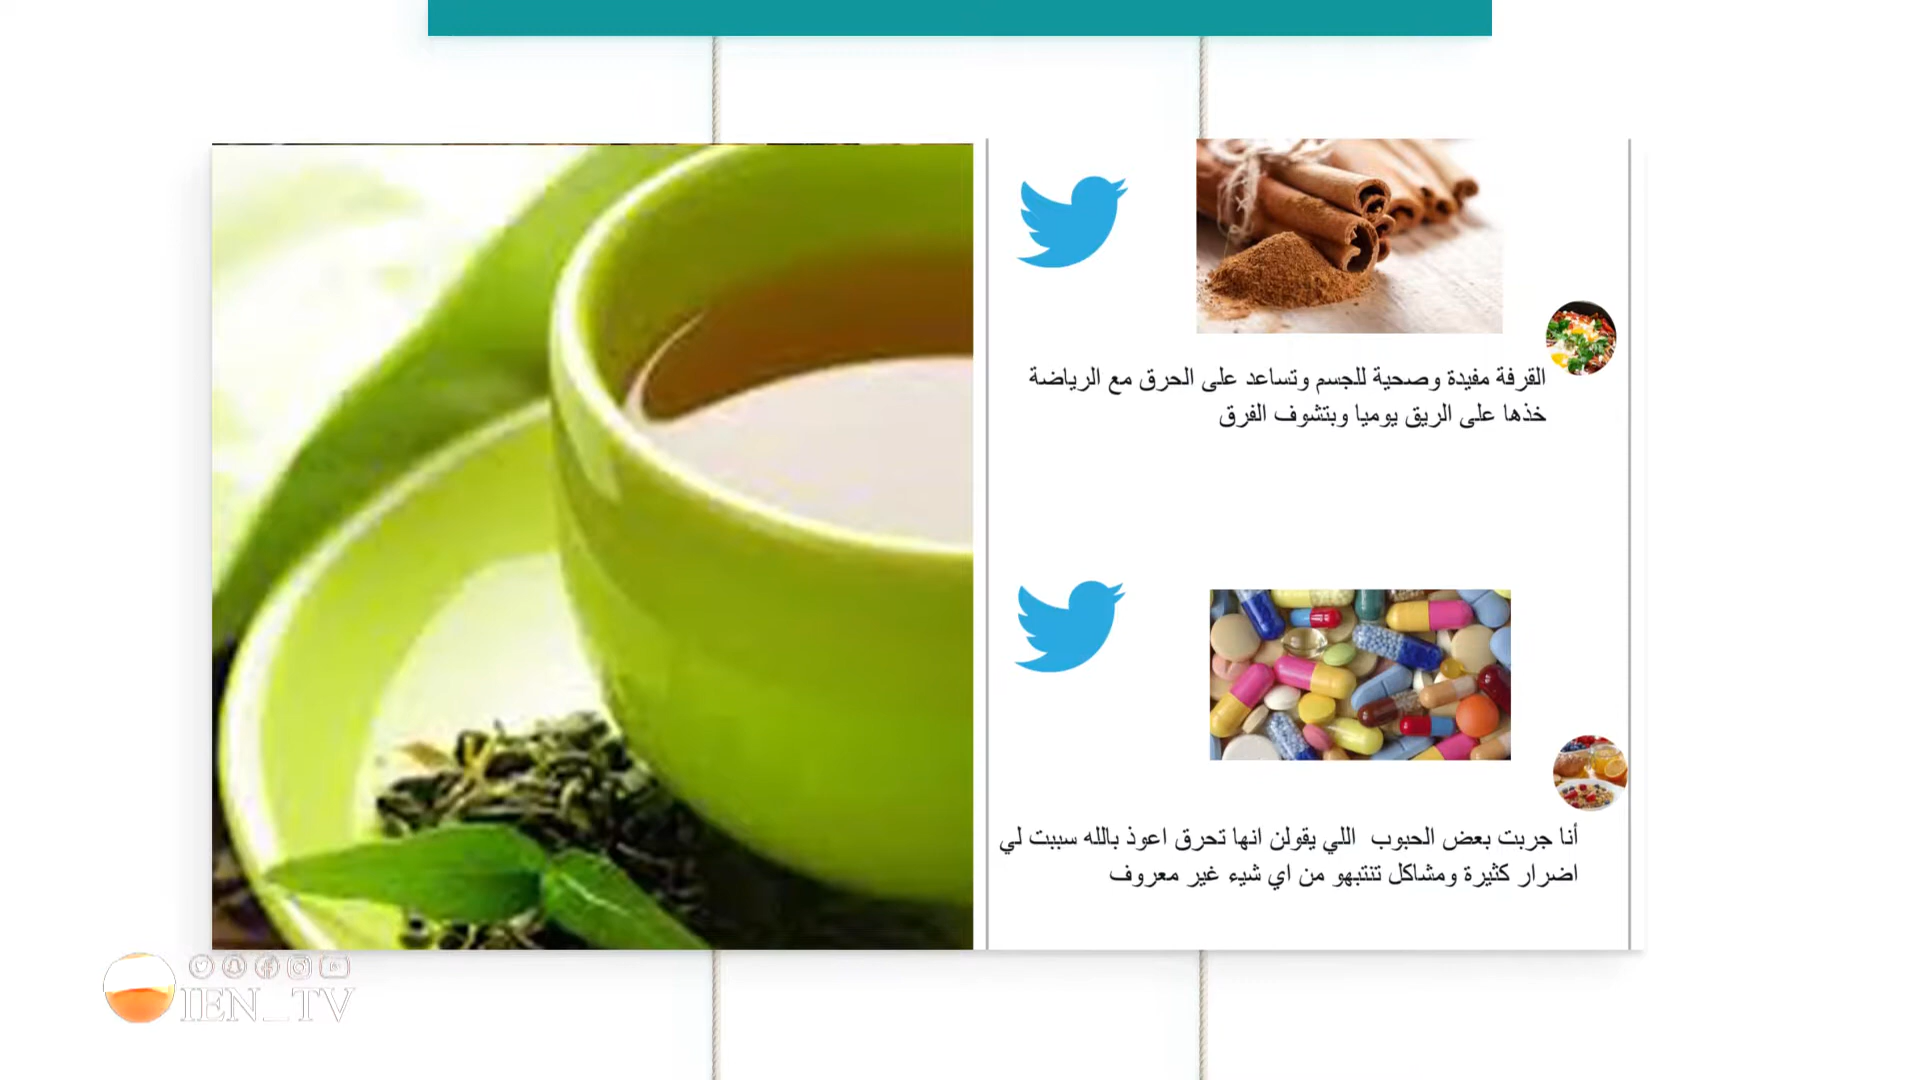 القرفة مفيدة وصحية للجسم وتساعد على الحرق مع الرياضة
خذها على الريق يوميا وبتشوف الفرق
أنا جربت بعض الحبوب اللي يقولن انها تحرق اعوذ بالله سببت لي
اضرار كثيرة ومشاكل تنتبهو من اي شيء غير معروف
IEN_TV